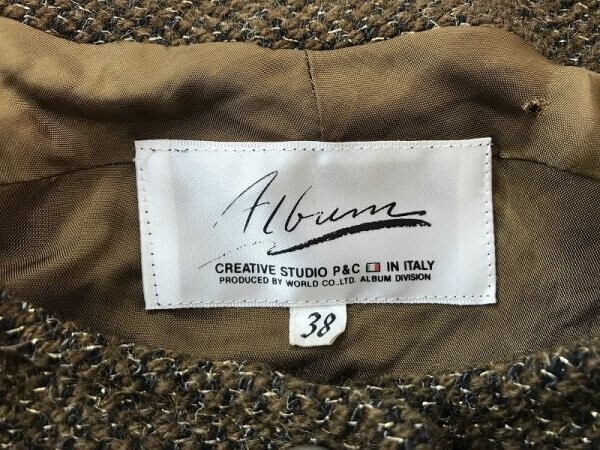 Album
CREATIVE STUDIO P&C IN ITALY
PRODUCED BY WORLD CO.,LTD. ALBUM DIVISION
38